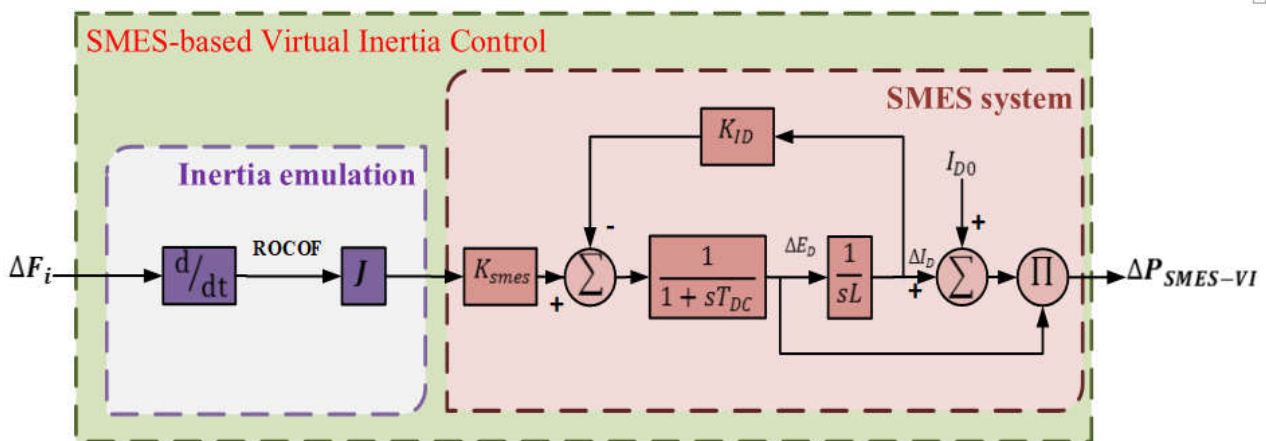 SMES-based Virtual Inertia Control
SMES system
K_ID
Inertia emulation
I_D0
+
-
ΔF_i
d/dt
ROCOF
J
K_smes
+
∑
1
1 + sT_DC
ΔE_D
1
sL
ΔI_D
+
∑
∏
ΔP_SMES−VI